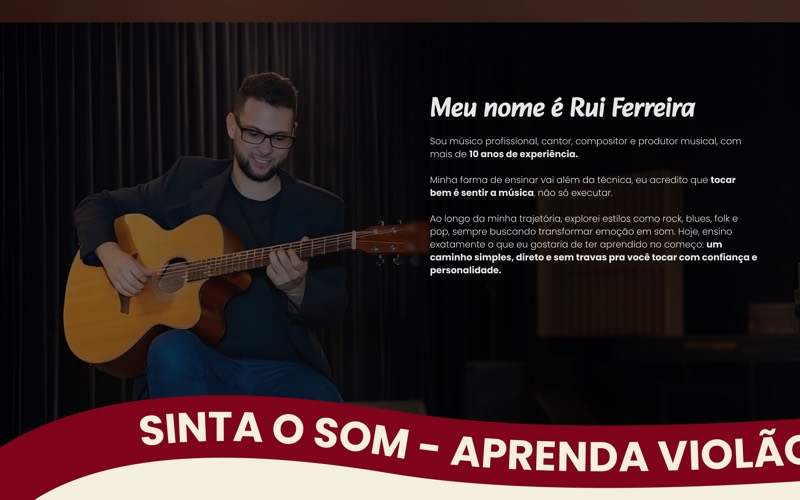 Meu nome é Rui Ferreira
Sou músico profissional, cantor, compositor e produtor musical, com
mais de 10 anos de experiência.
Minha forma de ensinar vai além da técnica, eu acredito que tocar
bem é sentir a música, não só executar.
Ao longo da minha trajetória, explorei estilos como rock, blues, folk e
pop, sempre buscando transformar emoção em som. Hoje, ensino
exatamente o que eu gostaria de ter aprendido no começo: um
caminho simples, direto e sem travas pra você tocar com confiança e
personalidade.
SINTA O SOM - APRENDA VIOLÃO